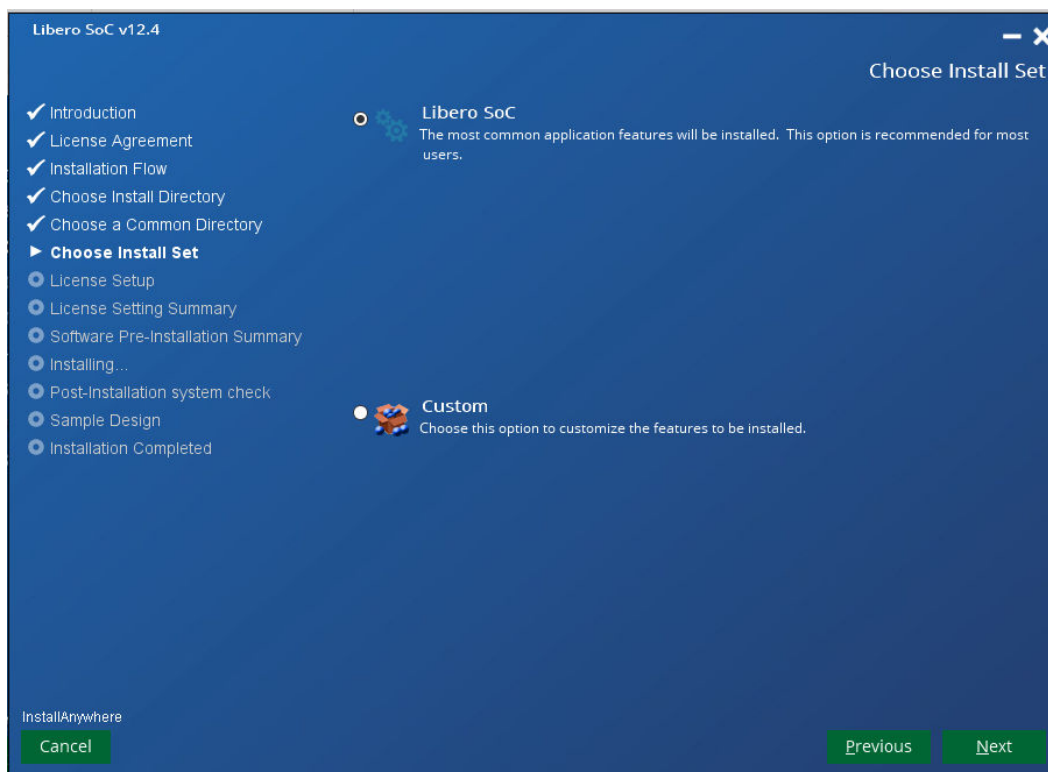 Libero SoC v12.4
Choose Install Set
Introduction
License Agreement
Installation Flow
Choose Install Directory
Choose a Common Directory
Choose Install Set
License Setup
License Setting Summary
Software Pre-Installation Summary
Installing...
Post-Installation system check
Sample Design
Installation Completed
Libero SoC
The most common application features will be installed. This option is recommended for most
users.
Custom
Choose this option to customize the features to be installed.
InstallAnywhere
Cancel
Previous
Next